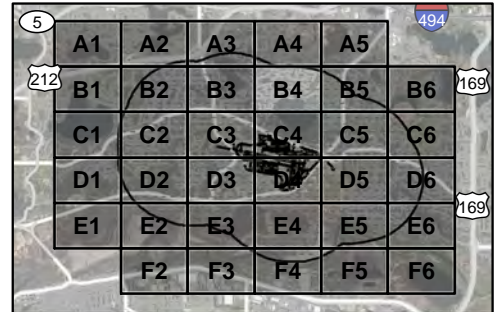 5
494
A1 A2 A3 A4 A5
212 B1 B2 B3 B4 B5 B6 169
C1 C2 C3 C4 C5 C6
D1 D2 D3 D4 D5 D6
E1 E2 E3 E4 E5 E6 169
F2 F3 F4 F5 F6